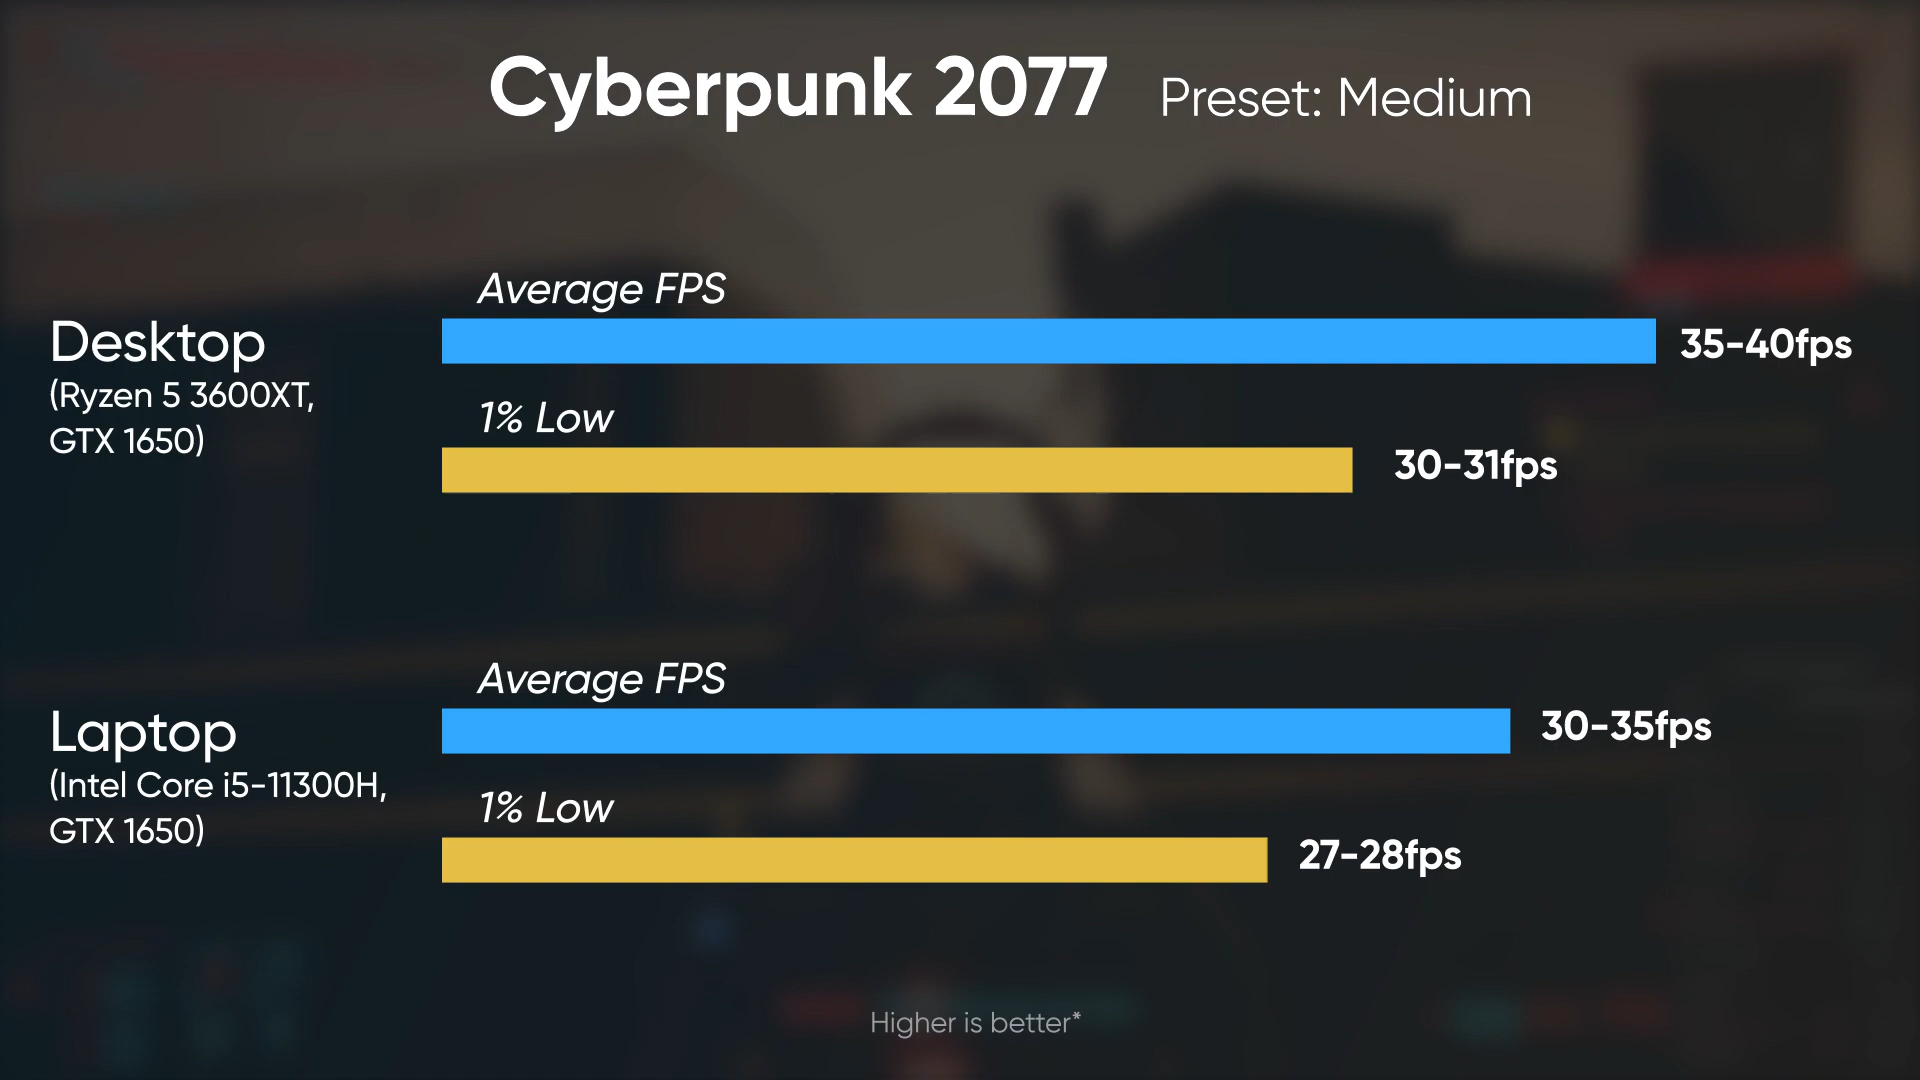 Cyberpunk 2077 Preset: Medium
Average FPS
Desktop
35-40fps
(Ryzen 5 3600XT,
1% Low
GTX 1650)
30-31fps
Average FPS
Laptop
30-35fps
(Intel Core i5-11300H,
1% Low
GTX 1650)
27-28fps
Higher is better*